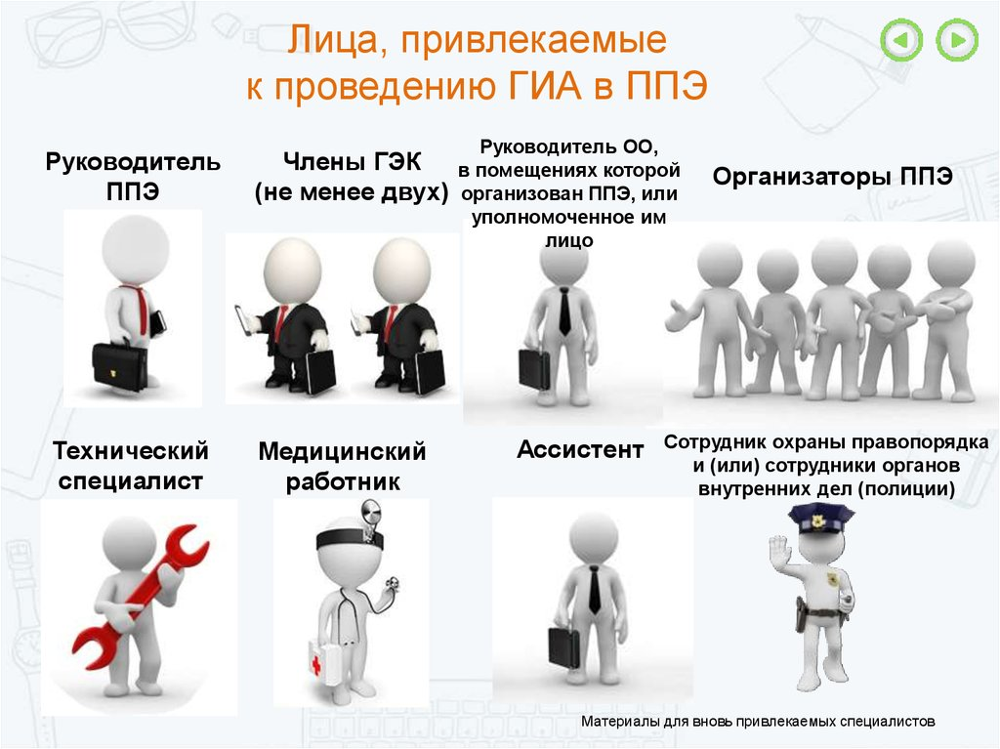 Лица, привлекаемые
к проведению ГИА в ППЭ
Руководитель
ППЭ
Члены ГЭК
(не менее двух)
Руководитель ОО,
в помещениях которой
организован ППЭ, или
уполномоченное им
лицо
Организаторы ППЭ
Технический
специалист
Медицинский
работник
Ассистент
Сотрудник охраны правопорядка
и (или) сотрудники органов
внутренних дел (полиции)
Материалы для вновь привлекаемых специалистов